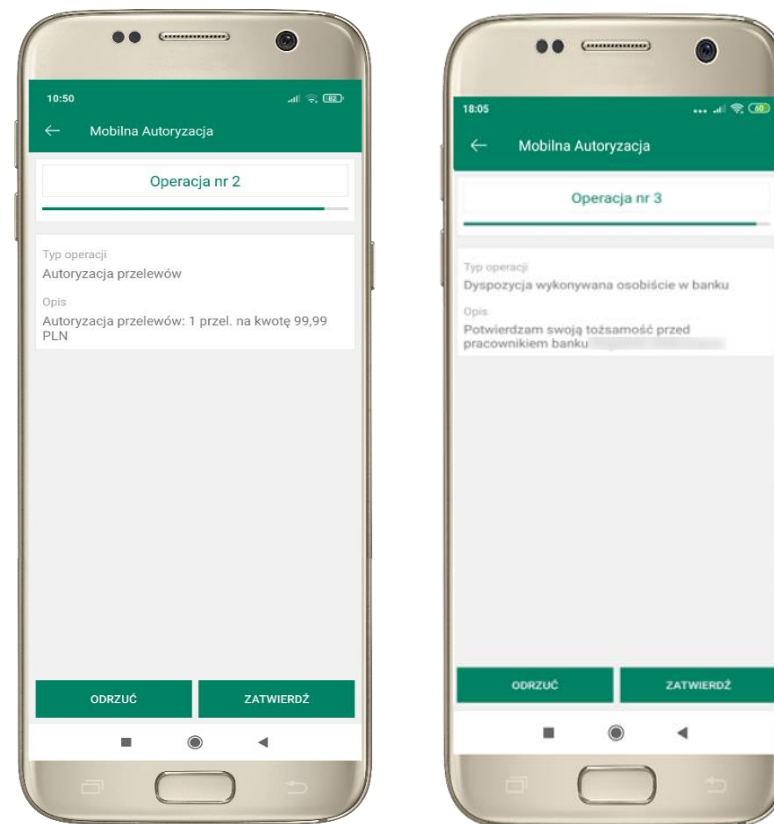 10:50
82
Mobilna Autoryzacja
Operacja nr 2
Typ operacji
Autoryzacja przelewów
Opis
Autoryzacja przelewów: 1 przel. na kwotę 99,99
PLN
ODRZUĆ ZATWIERDŹ
18:05
60
Mobilna Autoryzacja
Operacja nr 3
Typ operacji
Dyspozycja wykonywana osobiście w banku
Opis
Potwierdzam swoją tożsamość przed
pracownikiem banku
ODRZUĆ ZATWIERDŹ